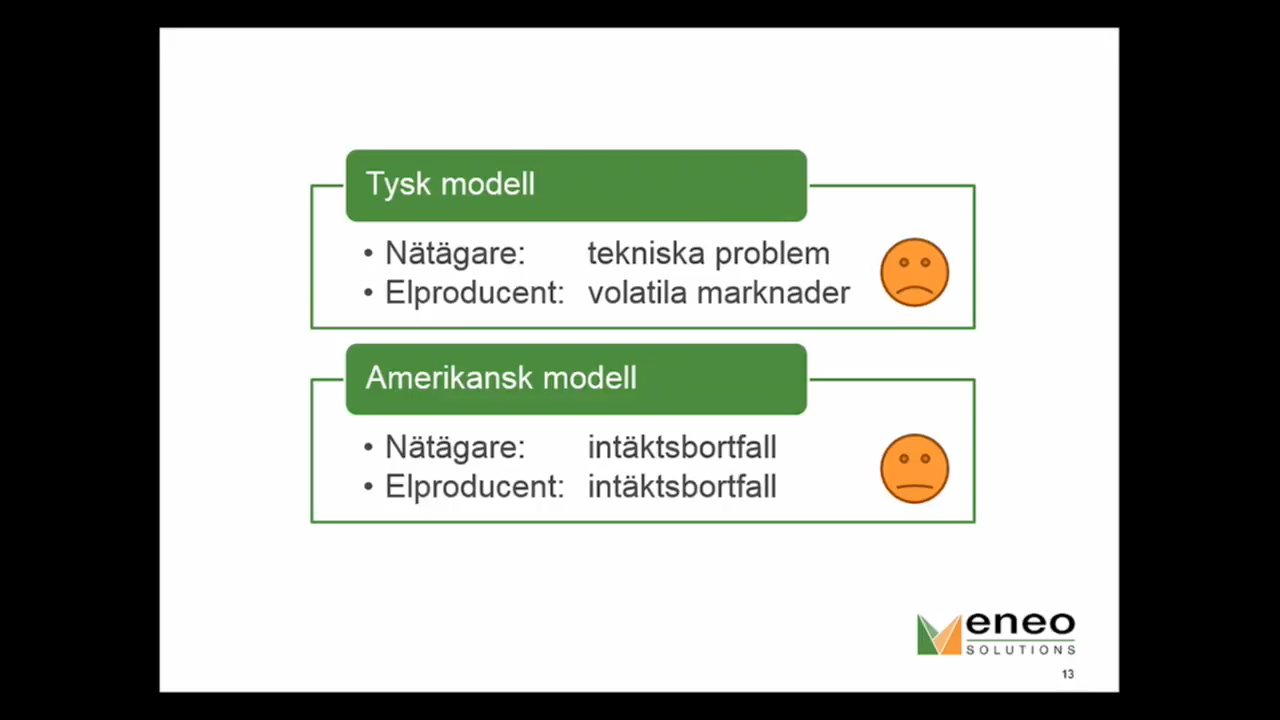 Tysk modell
• Nätägare: tekniska problem
• Elproducent: volatila marknader
Amerikansk modell
• Nätägare: intäktsbortfall
• Elproducent: intäktsbortfall
eneo
SOLUTIONS
13